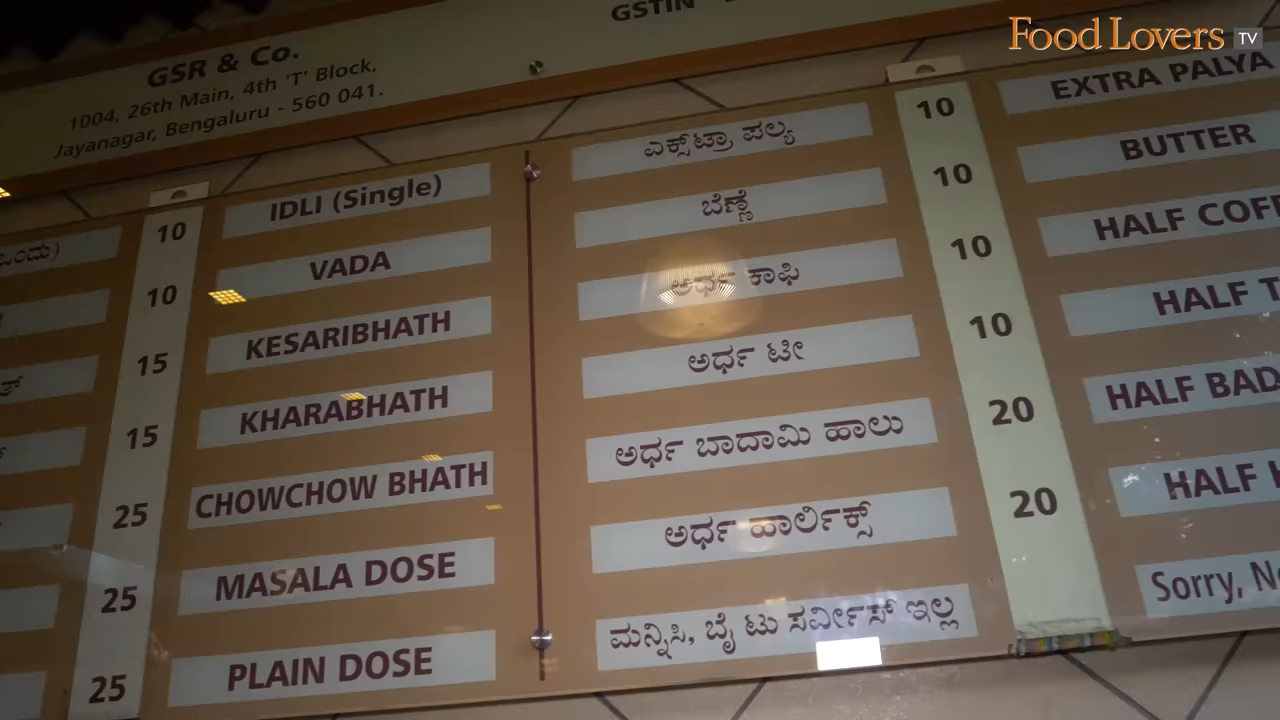 Food Lovers TV
GSTIN
GSR & Co.
1004, 26th Main, 4th ‘T’ Block,
Jayanagar, Bengaluru - 560 041.
ಒಂದು) 10 IDLI (Single)
10 VADA
15 KESARIBHATH
15 KHARABHATH
25 CHOWCHOW BHATH
25 MASALA DOSE
25 PLAIN DOSE
ಎಕ್ಸ್‌ಟ್ರಾ ಪಲ್ಯ 10 EXTRA PALYA
ಬೆಣ್ಣೆ 10 BUTTER
ಅರ್ಧ ಕಾಫಿ 10 HALF
ಅರ್ಧ ಟೀ 10 HALF
ಅರ್ಧ ಬಾದಾಮಿ ಹಾಲು 20 HALF
ಅರ್ಧ ಹಾರ್ಲಿಕ್ಸ್ 20 HALF
ಮನ್ನಿಸಿ, ಬೈ ಟು ಸರ್ವೀಸ್ ಇಲ್ಲ Sorry,